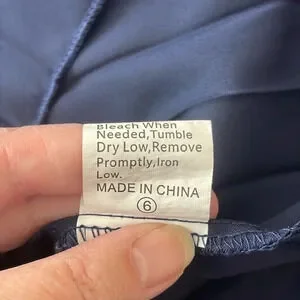 Bleach When
Needed,Tumble
Dry Low,Remove
Promptly,Iron
Low.
MADE IN CHINA
6